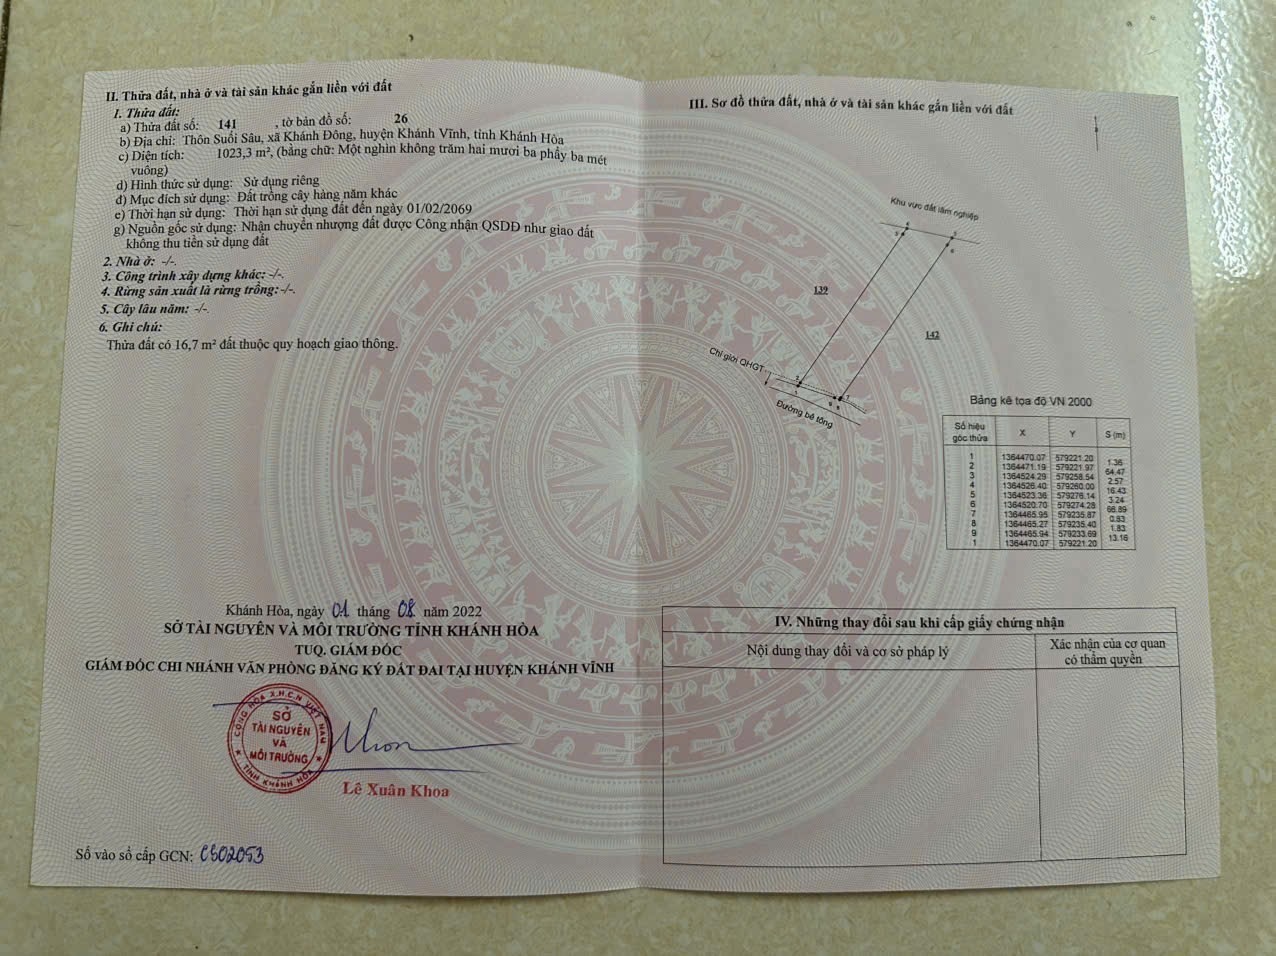 II. Thửa đất, nhà ở và tài sản khác gắn liền với đất
1. Thửa đất:
a) Thửa đất số: 141 , tờ bản đồ số: 26
b) Địa chỉ: Thôn Suối Sâu, xã Khánh Đông, huyện Khánh Vĩnh, tỉnh Khánh Hòa
c) Diện tích: 1023,3 m², (bằng chữ: Một nghìn không trăm hai mươi ba phẩy ba mét
vuông)
d) Hình thức sử dụng: Sử dụng riêng
đ) Mục đích sử dụng: Đất trồng cây hàng năm khác
e) Thời hạn sử dụng: Thời hạn sử dụng đất đến ngày 01/02/2069
g) Nguồn gốc sử dụng: Nhận chuyển nhượng đất được Công nhận QSDĐ như giao đất
không thu tiền sử dụng đất
2. Nhà ở: -/-.
3. Công trình xây dựng khác: -/-.
4. Rừng sản xuất là rừng trồng: -/-.
5. Cây lâu năm: -/-.
6. Ghi chú:
Thửa đất có 16,7 m² đất thuộc quy hoạch giao thông.
Khánh Hòa, ngày 01 tháng 08 năm 2022
SỞ TÀI NGUYÊN VÀ MÔI TRƯỜNG TỈNH KHÁNH HÒA
TUQ. GIÁM ĐỐC
GIÁM ĐỐC CHI NHÁNH VĂN PHÒNG ĐĂNG KÝ ĐẤT ĐAI TẠI HUYỆN KHÁNH VĨNH
CỘNG HÒA X.H.C.N VIỆT NAM
SỞ
TÀI NGUYÊN
VÀ
MÔI TRƯỜNG
TỈNH KHÁNH HÒA
Lê Xuân Khoa
Số vào sổ cấp GCN: CS02053
III. Sơ đồ thửa đất, nhà ở và tài sản khác gắn liền với đất
Khu vực đất lâm nghiệp
139
142
Chỉ giới QHGT
Đường bê tông
Bảng kê tọa độ VN 2000
Số hiệu góc thửa X Y S (m)
1 1364470.07 579221.20
1.36
2 1364471.19 579221.97
64.47
3 1364524.29 579258.54
2.57
4 1364526.40 579260.00
16.43
5 1364523.36 579276.14
3.24
6 1364520.70 579274.28
66.89
7 1364465.95 579235.87
0.83
8 1364465.27 579235.40
1.83
9 1364465.94 579233.69
13.16
1 1364470.07 579221.20
IV. Những thay đổi sau khi cấp giấy chứng nhận
Nội dung thay đổi và cơ sở pháp lý
Xác nhận của cơ quan
có thẩm quyền